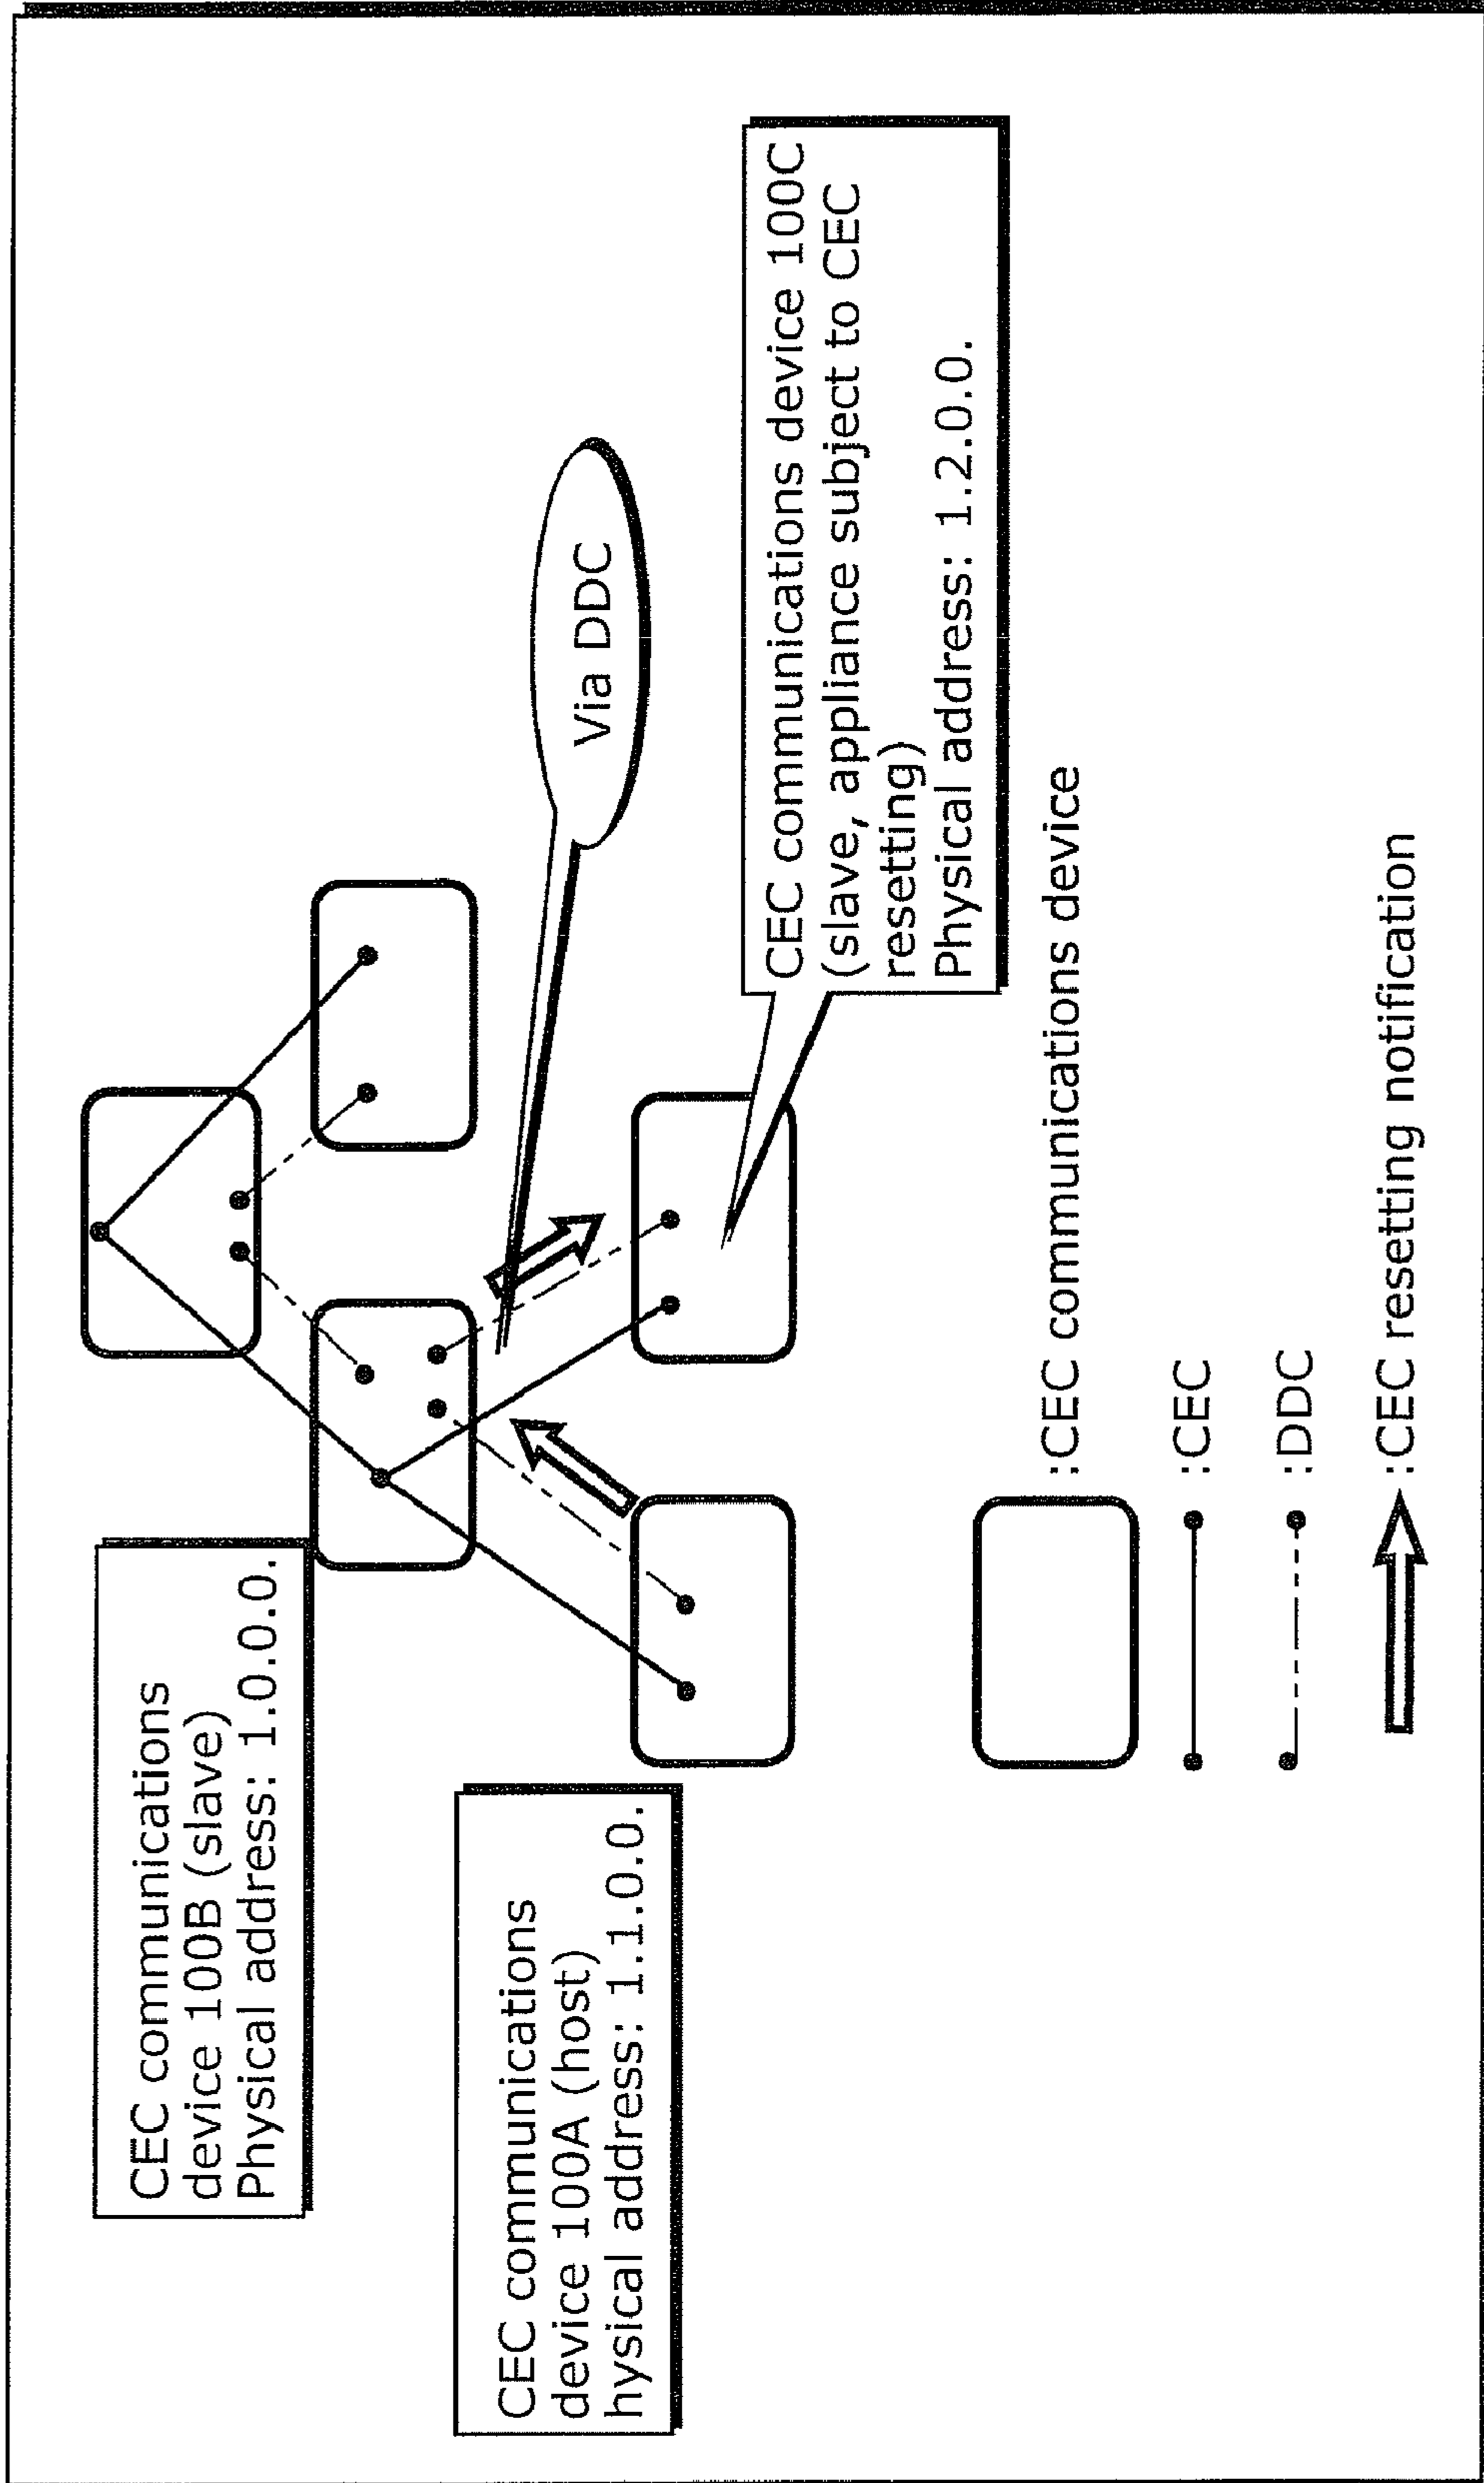 CEC communications
device 100B (slave)
Physical address: 1.0.0.0.
CEC communications
device 100A (host)
hysical address: 1.1.0.0.
Via DDC
CEC communications device 100C
(slave, appliance subject to CEC
resetting)
Physical address: 1.2.0.0.
:CEC communications device
:CEC
:DDC
:CEC resetting notification